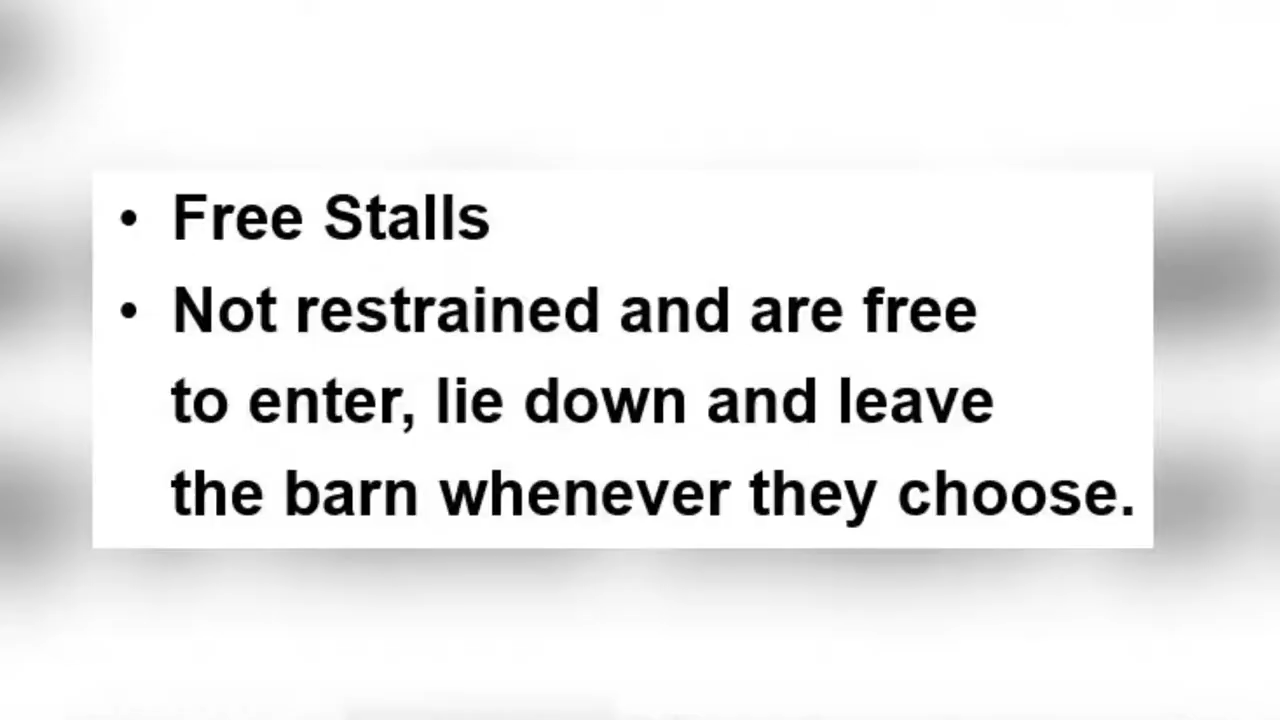 • Free Stalls
• Not restrained and are free
to enter, lie down and leave
the barn whenever they choose.